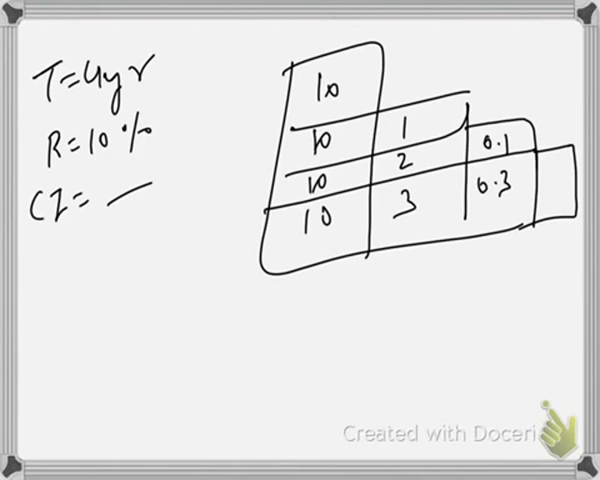 T=4yr
R=10%
CI=
10
10 1
10 2 0.1
10 3 0.3
Created with Doceri